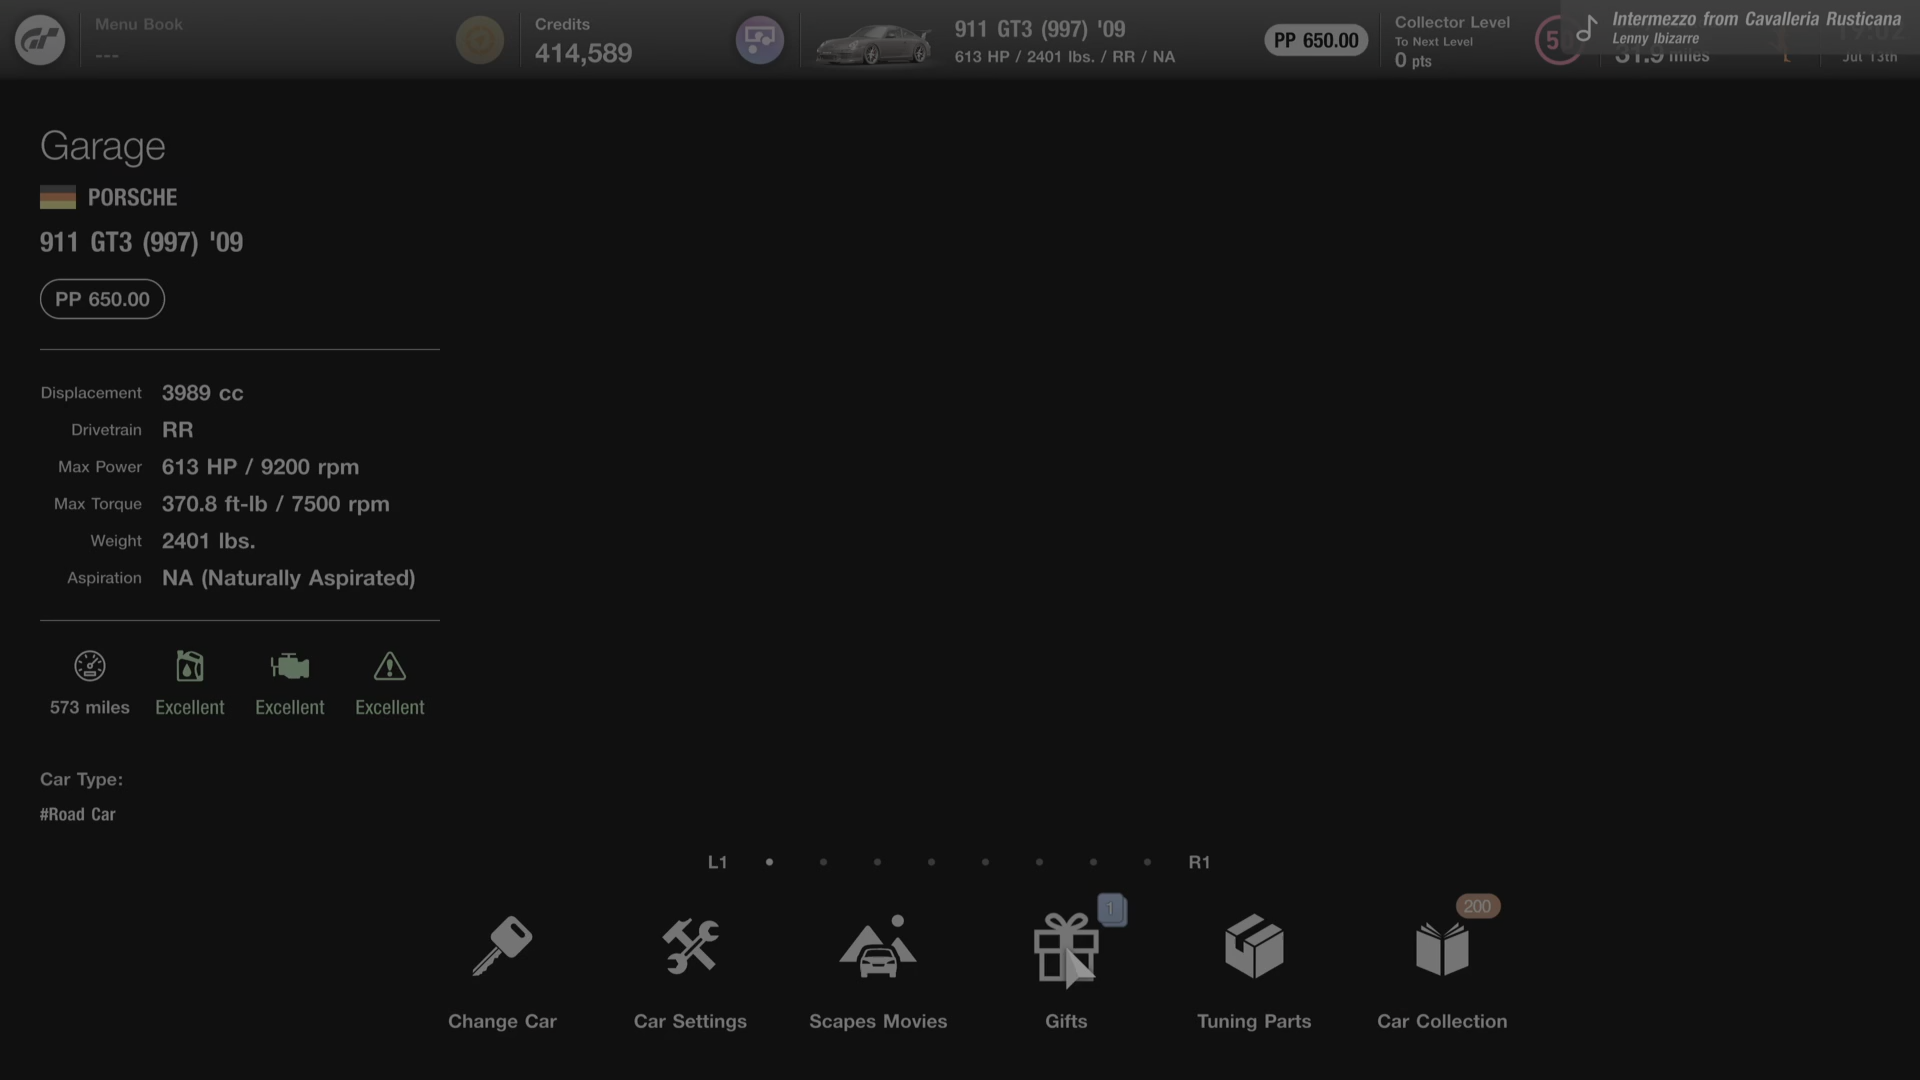 Menu Book
---
Credits
414,589
911 GT3 (997) '09
613 HP / 2401 lbs. / RR / NA
PP 650.00
Collector Level
To Next Level
0 pts
Intermezzo from Cavalleria Rusticana
Lenny Ibizarre
31.9 miles
Jul 13th
Garage
PORSCHE
911 GT3 (997) '09
PP 650.00
Displacement 3989 cc
Drivetrain RR
Max Power 613 HP / 9200 rpm
Max Torque 370.8 ft-lb / 7500 rpm
Weight 2401 lbs.
Aspiration NA (Naturally Aspirated)
573 miles Excellent Excellent Excellent
Car Type:
#Road Car
L1 R1
1
200
Change Car Car Settings Scapes Movies Gifts Tuning Parts Car Collection